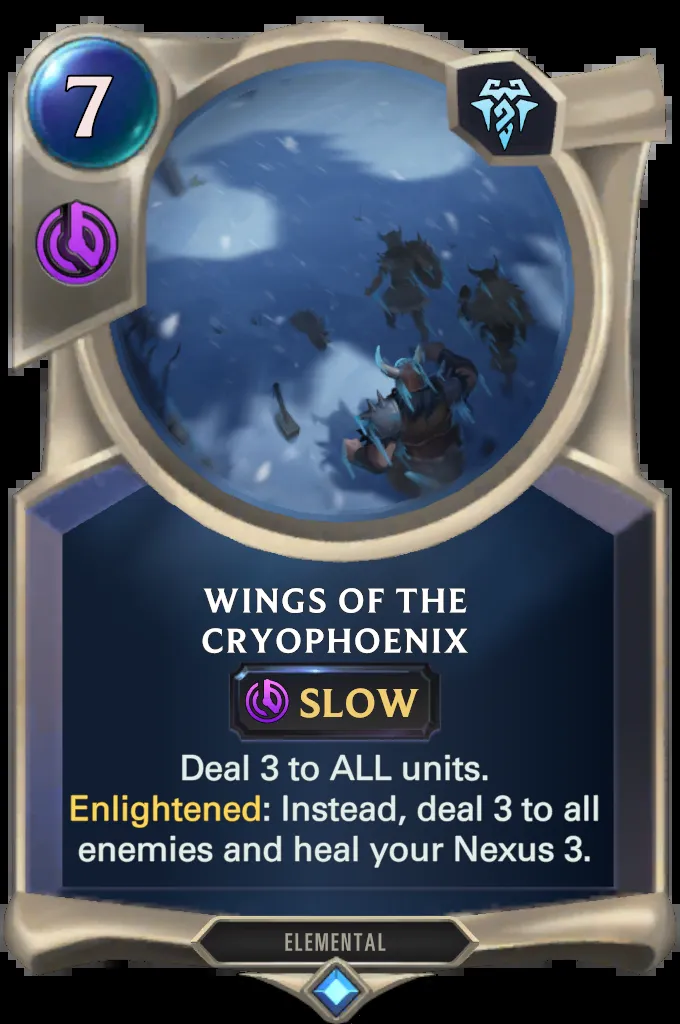 7
WINGS OF THE
CRYOPHOENIX
SLOW
Deal 3 to ALL units.
Enlightened: Instead, deal 3 to all
enemies and heal your Nexus 3.
ELEMENTAL